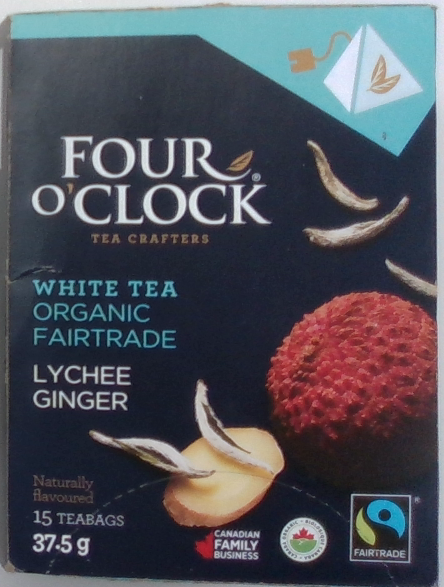 FOUR
O'CLOCK®
TEA CRAFTERS
WHITE TEA
ORGANIC
FAIRTRADE
LYCHEE
GINGER
Naturally
flavoured
15 TEABAGS
37.5 g
CANADIAN
FAMILY
BUSINESS
FAIRTRADE
®